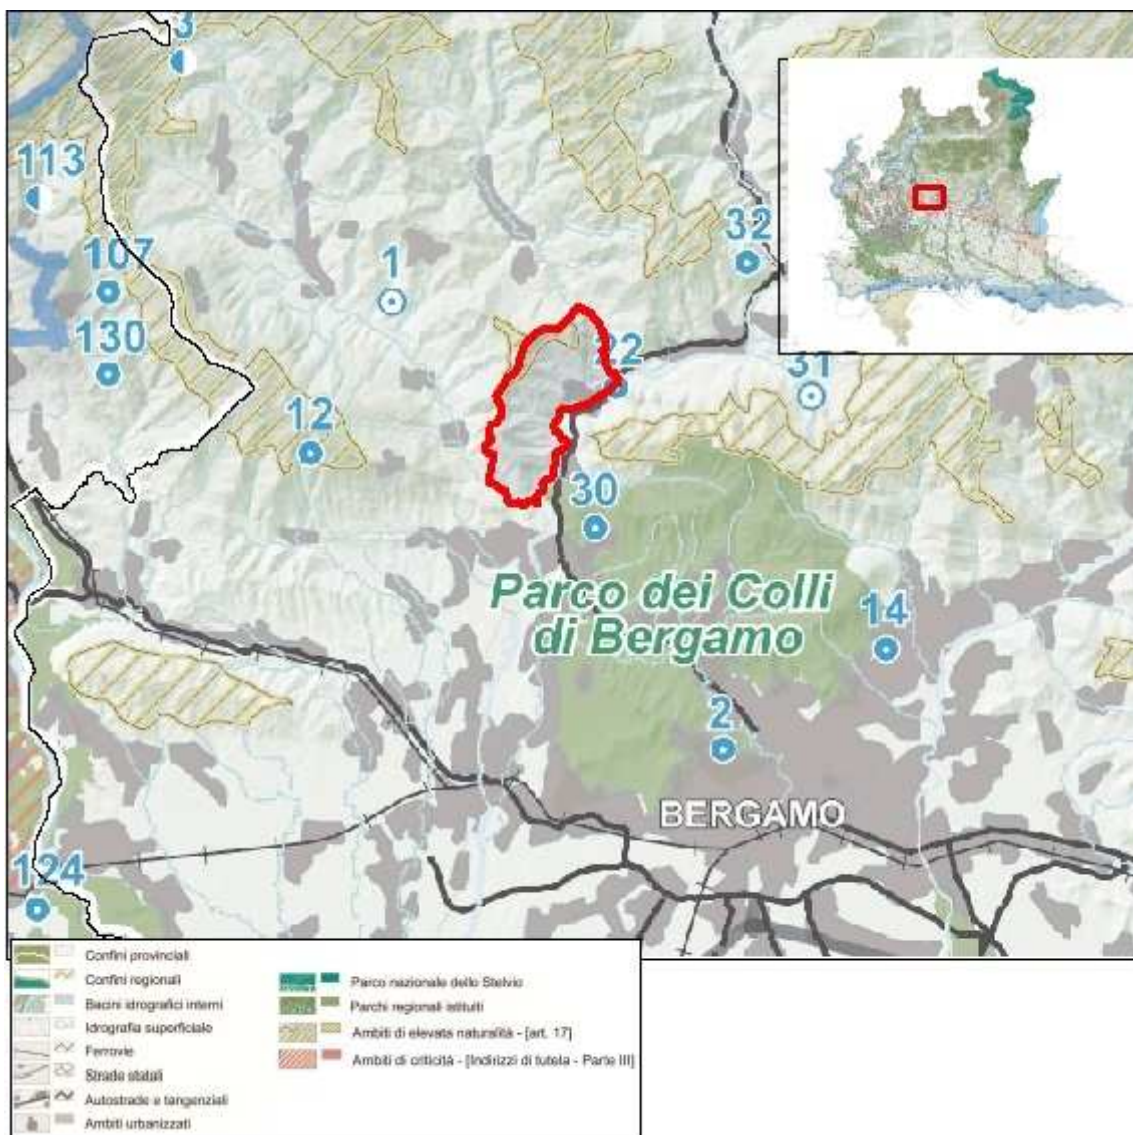 3
113
107
130
1
32
12
22
31
30
Parco dei Colli
di Bergamo
14
2
BERGAMO
124
Confini provinciali
Confini regionali
Bacini idrografici interni
Idrografia superficiale
Ferrovie
Strade statali
Autostrade e tangenziali
Ambiti urbanizzati
Parco nazionale dello Stelvio
Parchi regionali istituiti
Ambiti di elevata naturalità - [art. 17]
Ambiti di criticità - [Indirizzi di tutela - Parte III]